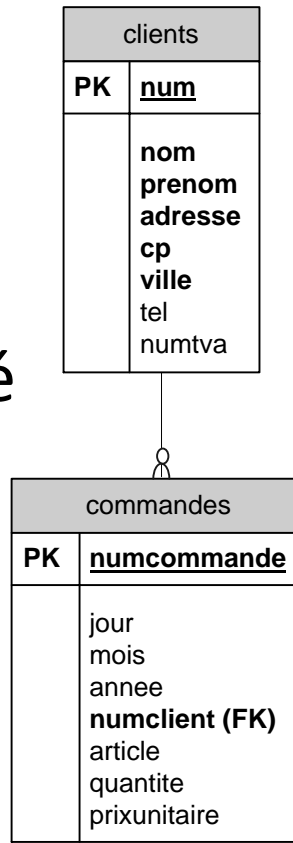 clients
PK num
nom
prenom
adresse
cp
ville
tel
numtva
é
commandes
PK numcommande
jour
mois
annee
numclient (FK)
article
quantite
prixunitaire